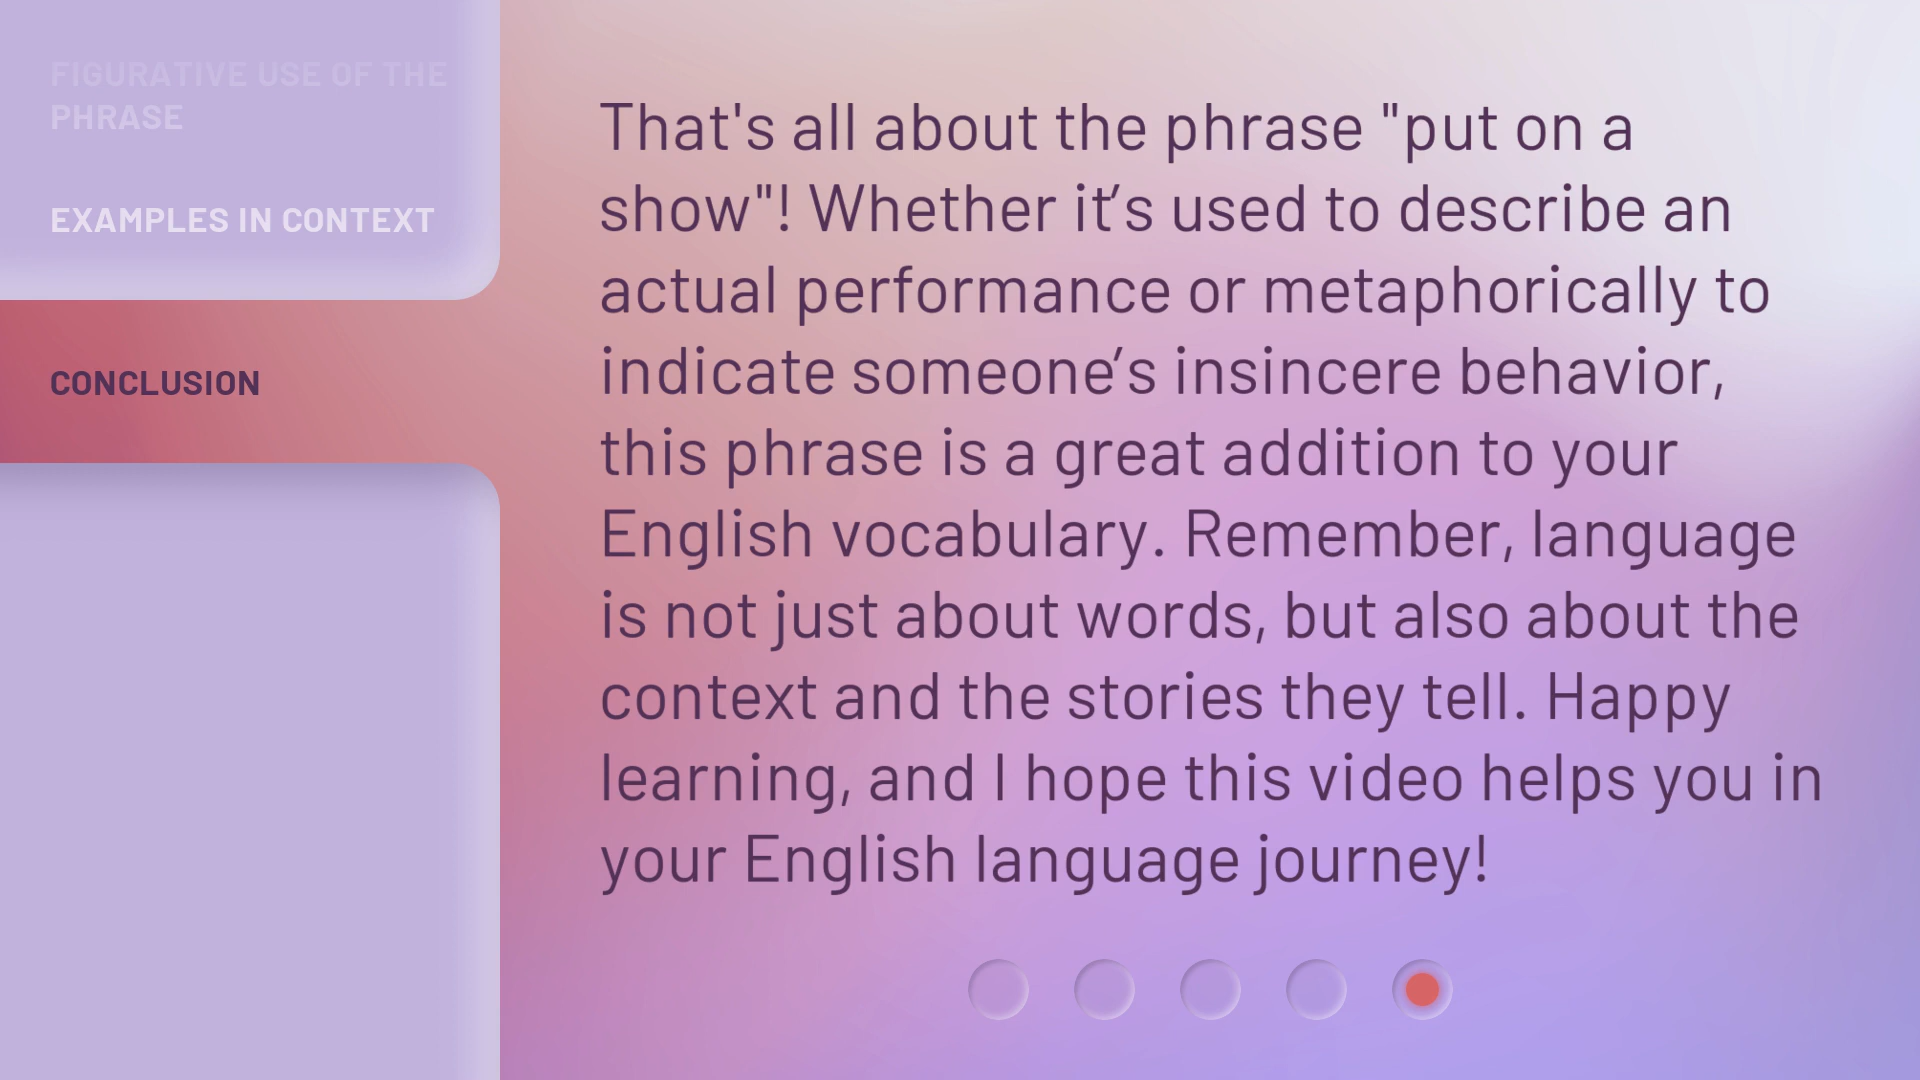 FIGURATIVE USE OF THE
PHRASE
EXAMPLES IN CONTEXT
CONCLUSION
That's all about the phrase "put on a
show"! Whether it’s used to describe an
actual performance or metaphorically to
indicate someone’s insincere behavior,
this phrase is a great addition to your
English vocabulary. Remember, language
is not just about words, but also about the
context and the stories they tell. Happy
learning, and I hope this video helps you in
your English language journey!